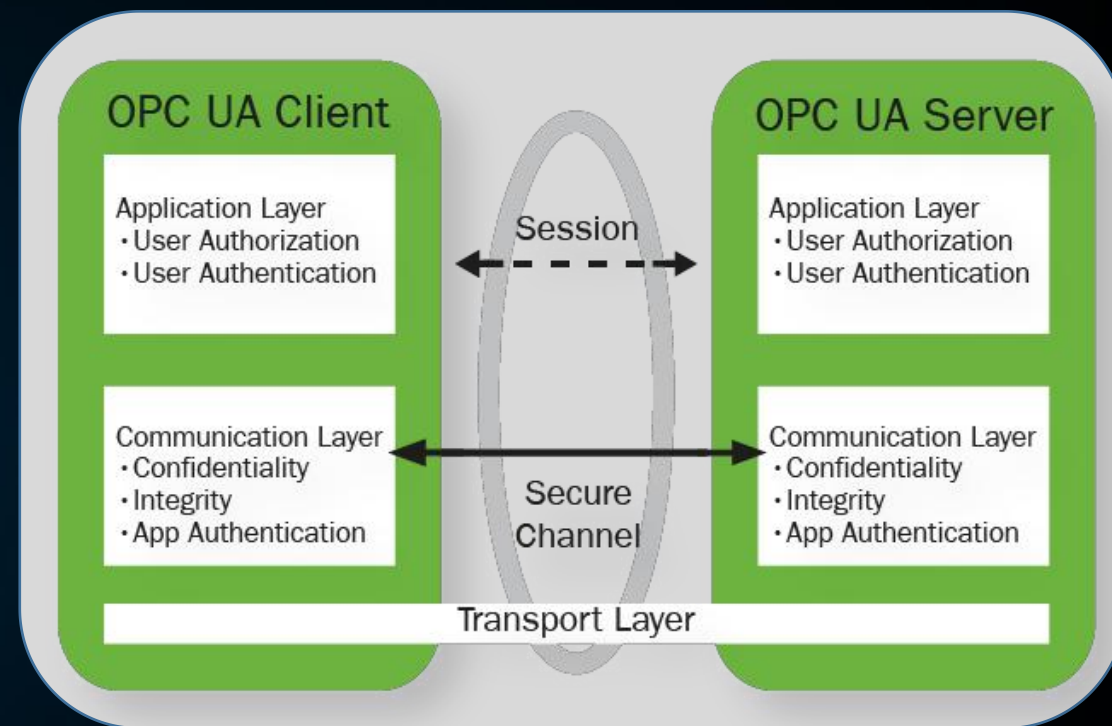 OPC UA Client
Application Layer
·User Authorization
·User Authentication
Communication Layer
·Confidentiality
·Integrity
·App Authentication
Session
Secure
Channel
OPC UA Server
Application Layer
·User Authorization
·User Authentication
Communication Layer
·Confidentiality
·Integrity
·App Authentication
Transport Layer